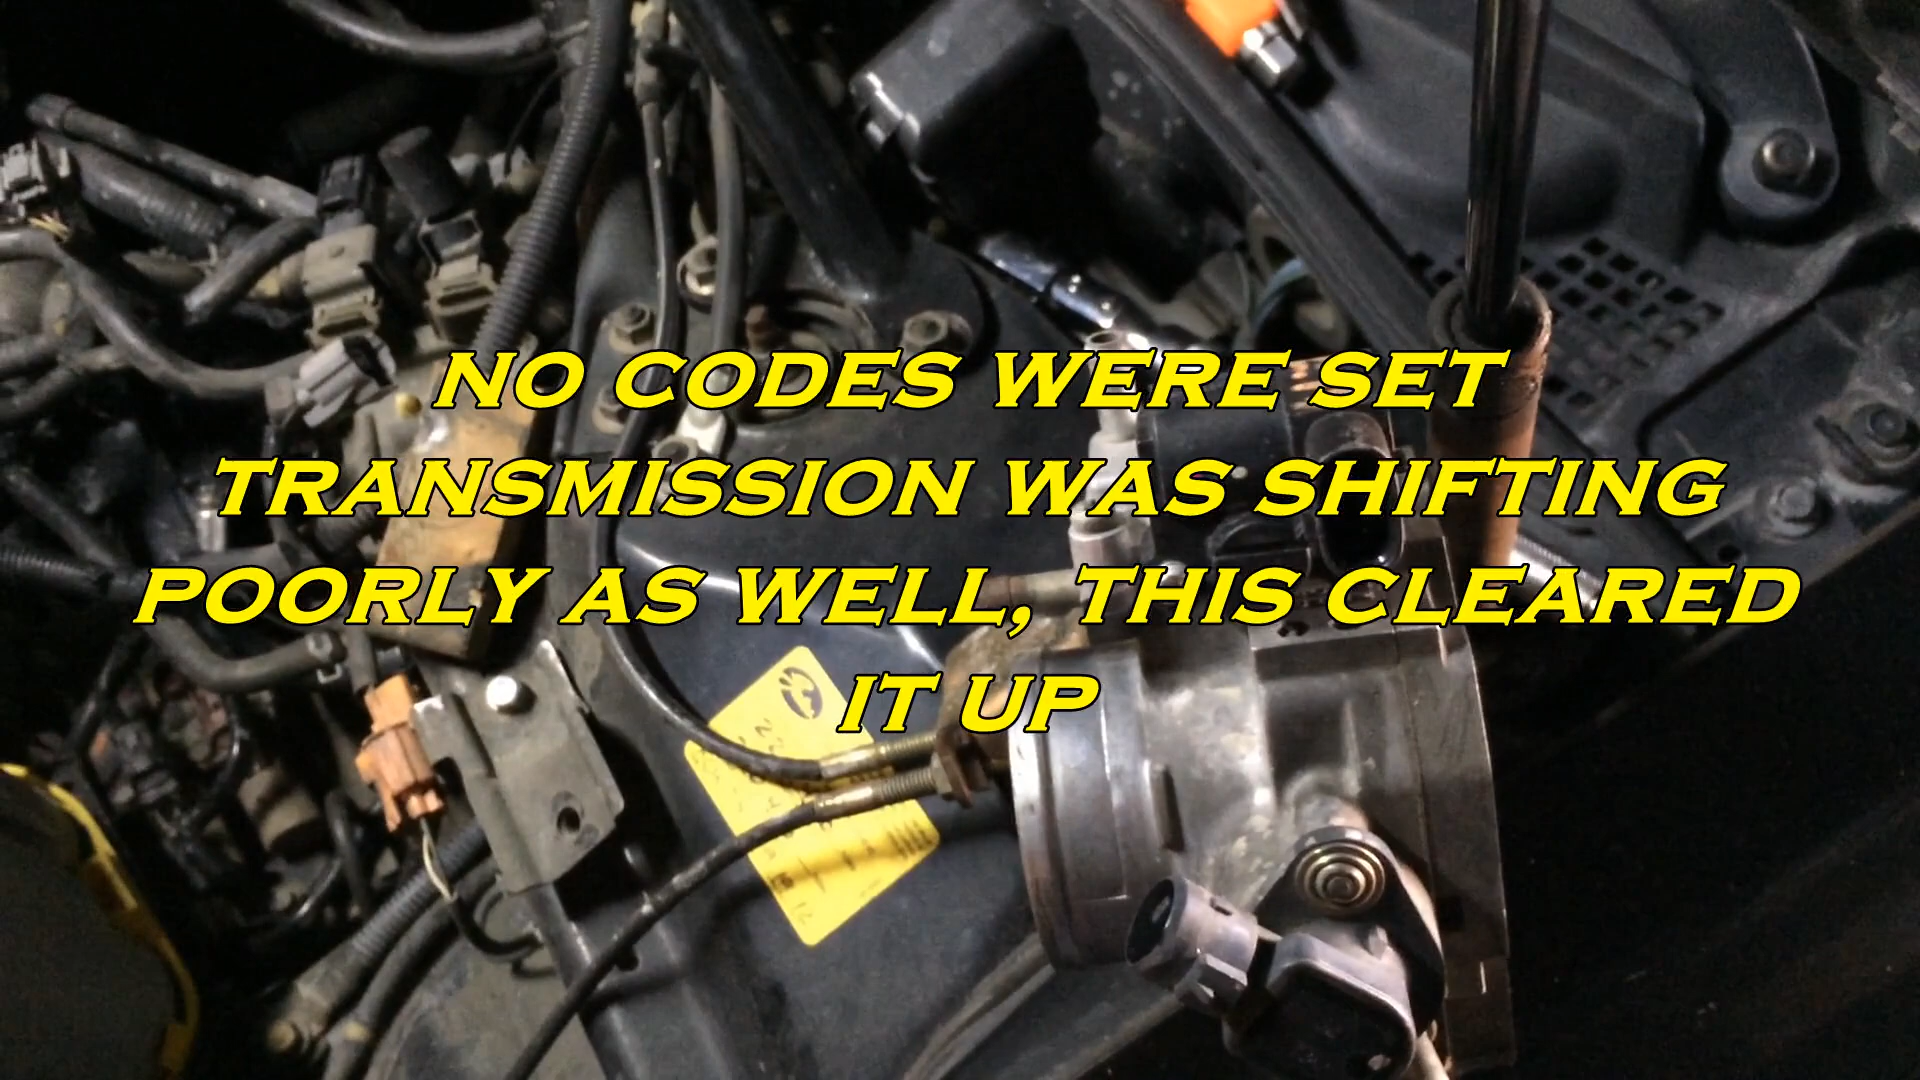 NO CODES WERE SET
TRANSMISSION WAS SHIFTING
POORLY AS WELL, THIS CLEARED
IT UP